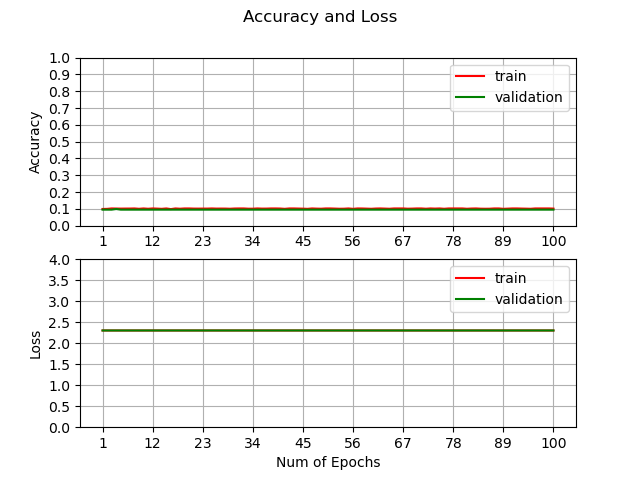 Accuracy and Loss
Accuracy
1.0
0.9
0.8
0.7
0.6
0.5
0.4
0.3
0.2
0.1
0.0
train
validation
1 12 23 34 45 56 67 78 89 100
Loss
4.0
3.5
3.0
2.5
2.0
1.5
1.0
0.5
0.0
train
validation
1 12 23 34 45 56 67 78 89 100
Num of Epochs